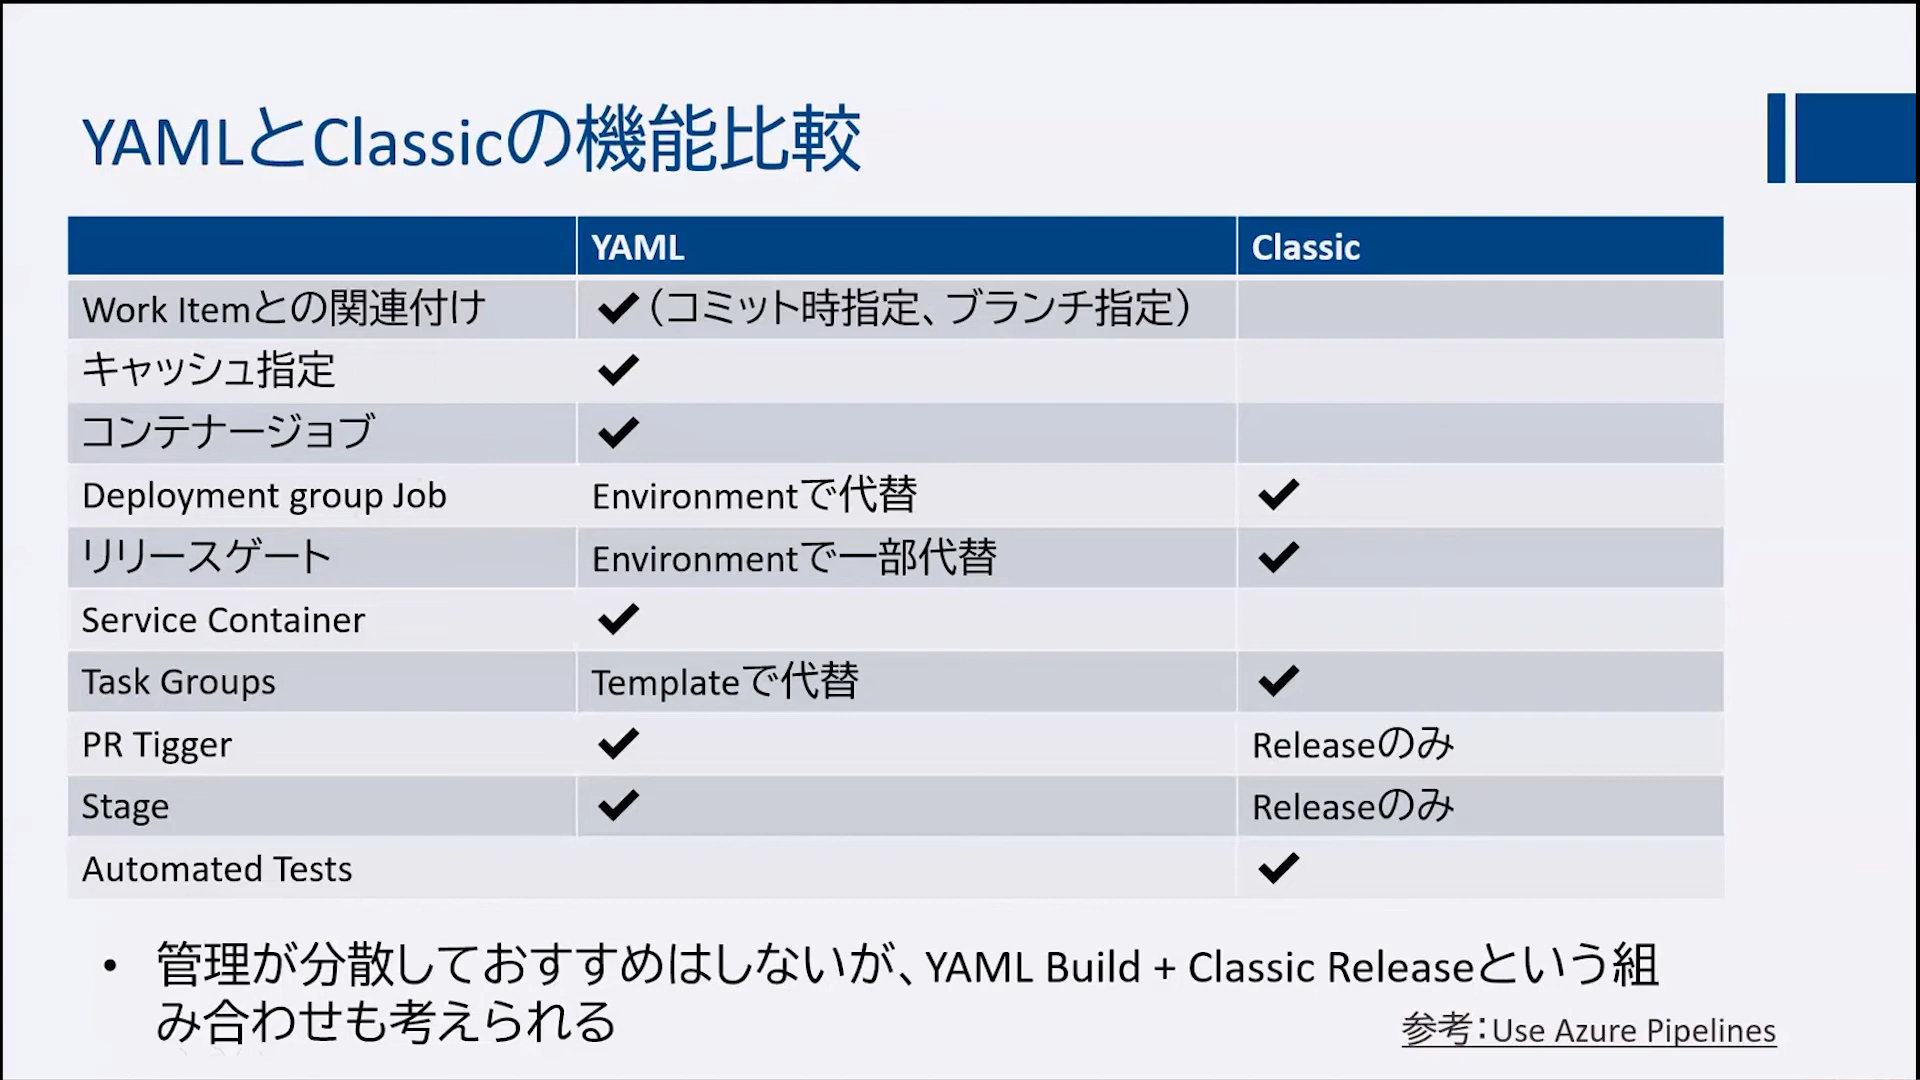 YAMLとClassicの機能比較
YAML Classic
Work Itemとの関連付け ✔（コミット時指定、ブランチ指定）
キャッシュ指定 ✔
コンテナージョブ ✔
Deployment group Job Environmentで代替 ✔
リリースゲート Environmentで一部代替 ✔
Service Container ✔
Task Groups Templateで代替 ✔
PR Tigger ✔ Releaseのみ
Stage ✔ Releaseのみ
Automated Tests ✔
• 管理が分散しておすすめはしないが、YAML Build + Classic Releaseという組
み合わせも考えられる
参考：Use Azure Pipelines